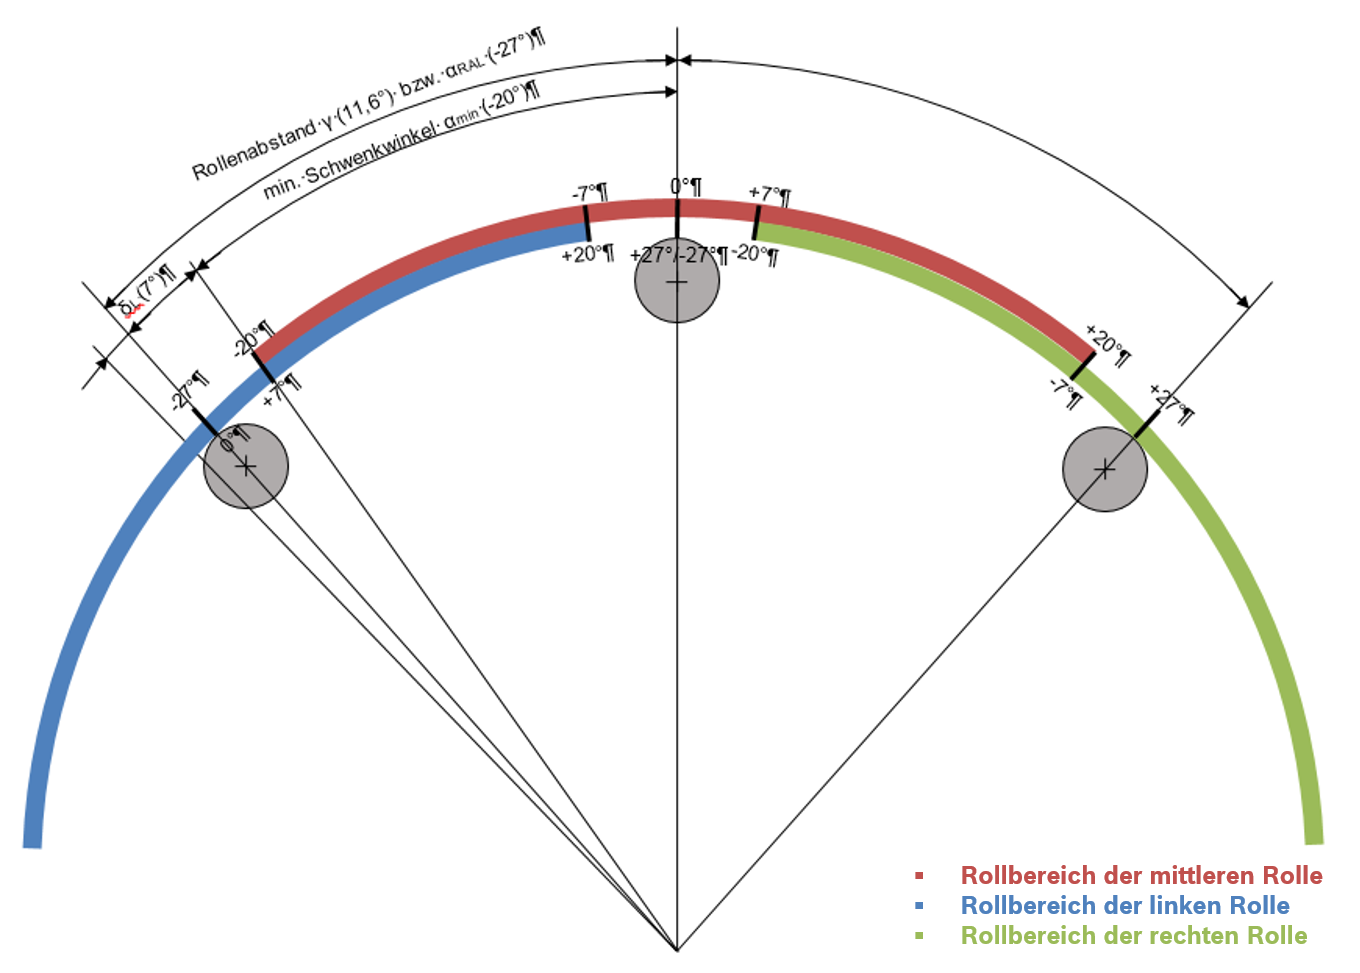 Rollenabstand·γ·(11,6°)·bzw.·αRAL·(-27°)¶
min.·Schwenkwinkel·αmin·(-20°)¶
δL·(7°)¶
-7°¶
0°¶
+7°¶
+20°¶
+27°/-27°¶
-20°¶
-20°¶
+7°¶
+20°¶
-7°¶
-27°¶
0°¶
+27°¶
▪ Rollbereich der mittleren Rolle
▪ Rollbereich der linken Rolle
▪ Rollbereich der rechten Rolle